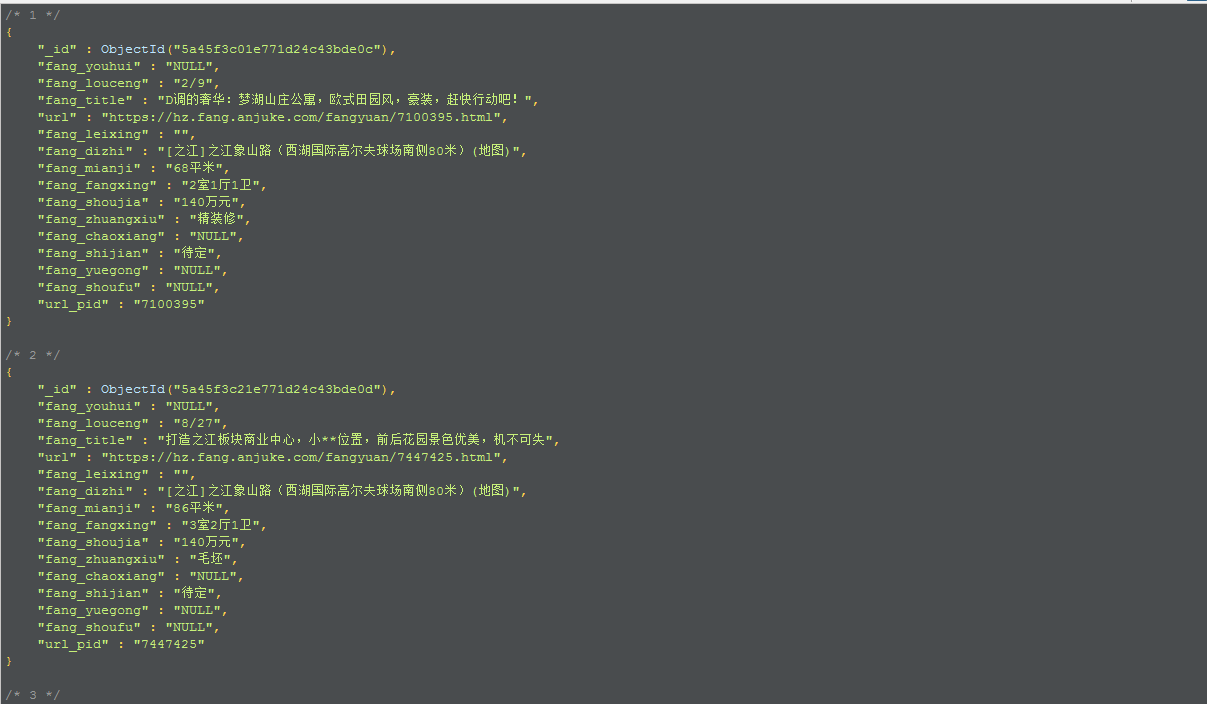 /* 1 */
{
"_id" : ObjectId("5a45f3c01e771d24c43bde0c"),
"fang_youhui" : "NULL",
"fang_louceng" : "2/9",
"fang_title" : "D调的奢华：梦湖山庄公寓，欧式田园风，豪装，赶快行动吧！",
"url" : "https://hz.fang.anjuke.com/fangyuan/7100395.html",
"fang_leixing" : "",
"fang_dizhi" : "[之江]之江象山路（西湖国际高尔夫球场南侧80米）(地图)",
"fang_mianji" : "68平米",
"fang_fangxing" : "2室1厅1卫",
"fang_shoujia" : "140万元",
"fang_zhuangxiu" : "精装修",
"fang_chaoxiang" : "NULL",
"fang_shijian" : "待定",
"fang_yuegong" : "NULL",
"fang_shoufu" : "NULL",
"url_pid" : "7100395"
}
/* 2 */
{
"_id" : ObjectId("5a45f3c21e771d24c43bde0d"),
"fang_youhui" : "NULL",
"fang_louceng" : "8/27",
"fang_title" : "打造之江板块商业中心，小**位置，前后花园景色优美，机不可失",
"url" : "https://hz.fang.anjuke.com/fangyuan/7447425.html",
"fang_leixing" : "",
"fang_dizhi" : "[之江]之江象山路（西湖国际高尔夫球场南侧80米）(地图)",
"fang_mianji" : "86平米",
"fang_fangxing" : "3室2厅1卫",
"fang_shoujia" : "140万元",
"fang_zhuangxiu" : "毛坯",
"fang_chaoxiang" : "NULL",
"fang_shijian" : "待定",
"fang_yuegong" : "NULL",
"fang_shoufu" : "NULL",
"url_pid" : "7447425"
}
/* 3 */